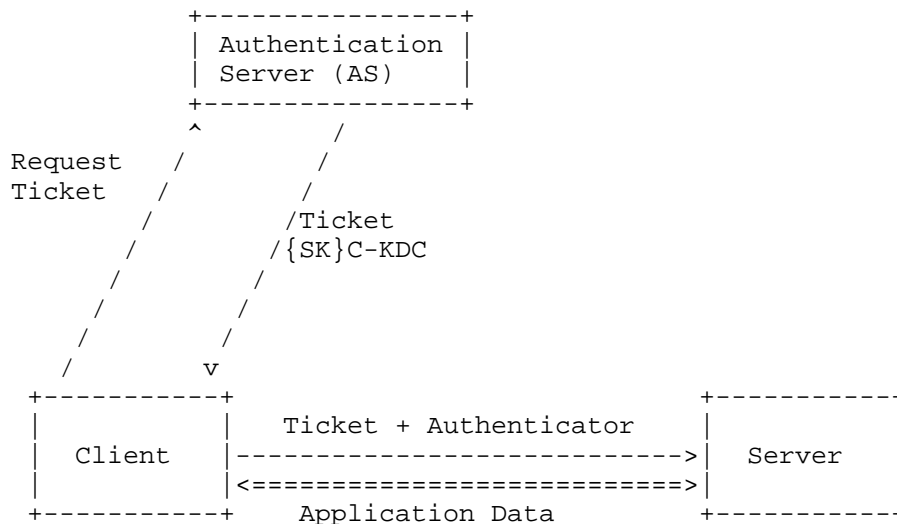 Authentication
Server (AS)
Request
Ticket
Ticket
{SK}C-KDC
Ticket + Authenticator
Client
Server
Application Data